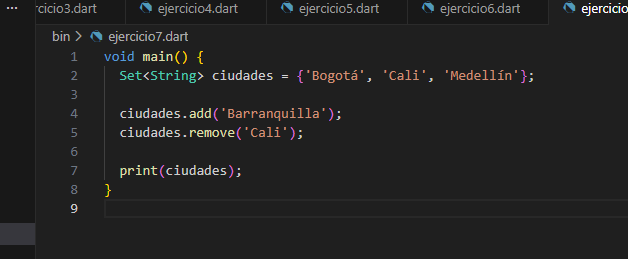 ... ercicio3.dart ejercicio4.dart ejercicio5.dart ejercicio6.dart ejercicio
bin > ejercicio7.dart
1 void main() {
2 Set<String> ciudades = {'Bogotá', 'Cali', 'Medellín'};
3
4 ciudades.add('Barranquilla');
5 ciudades.remove('Cali');
6
7 print(ciudades);
8 }
9